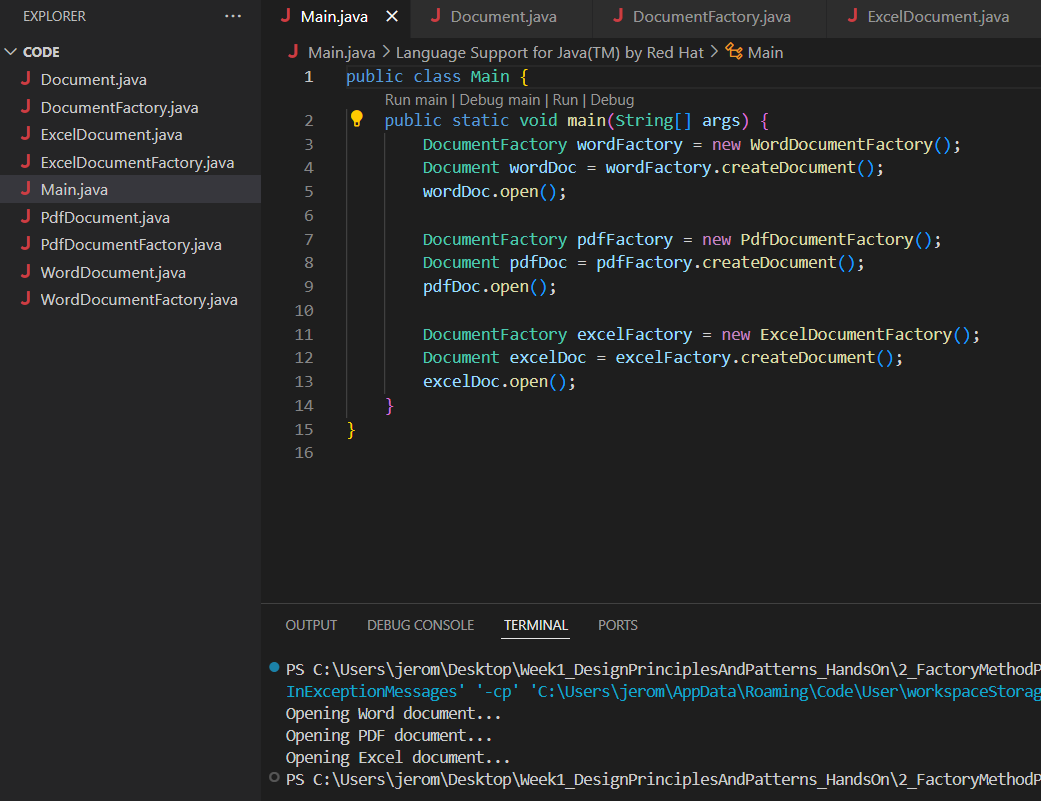 EXPLORER ...
CODE
Document.java
DocumentFactory.java
ExcelDocument.java
ExcelDocumentFactory.java
Main.java
PdfDocument.java
PdfDocumentFactory.java
WordDocument.java
WordDocumentFactory.java
Main.java Document.java DocumentFactory.java ExcelDocument.java
Main.java > Language Support for Java(TM) by Red Hat > Main
1 public class Main {
Run main | Debug main | Run | Debug
2 public static void main(String[] args) {
3 DocumentFactory wordFactory = new WordDocumentFactory();
4 Document wordDoc = wordFactory.createDocument();
5 wordDoc.open();
6
7 DocumentFactory pdfFactory = new PdfDocumentFactory();
8 Document pdfDoc = pdfFactory.createDocument();
9 pdfDoc.open();
10
11 DocumentFactory excelFactory = new ExcelDocumentFactory();
12 Document excelDoc = excelFactory.createDocument();
13 excelDoc.open();
14 }
15 }
16
OUTPUT DEBUG CONSOLE TERMINAL PORTS
PS C:\Users\jerom\Desktop\Week1_DesignPrinciplesAndPatterns_HandsOn\2_FactoryMethodP
InExceptionMessages' '-cp' 'C:\Users\jerom\AppData\Roaming\Code\User\workspaceStorag
Opening Word document...
Opening PDF document...
Opening Excel document...
PS C:\Users\jerom\Desktop\Week1_DesignPrinciplesAndPatterns_HandsOn\2_FactoryMethodP